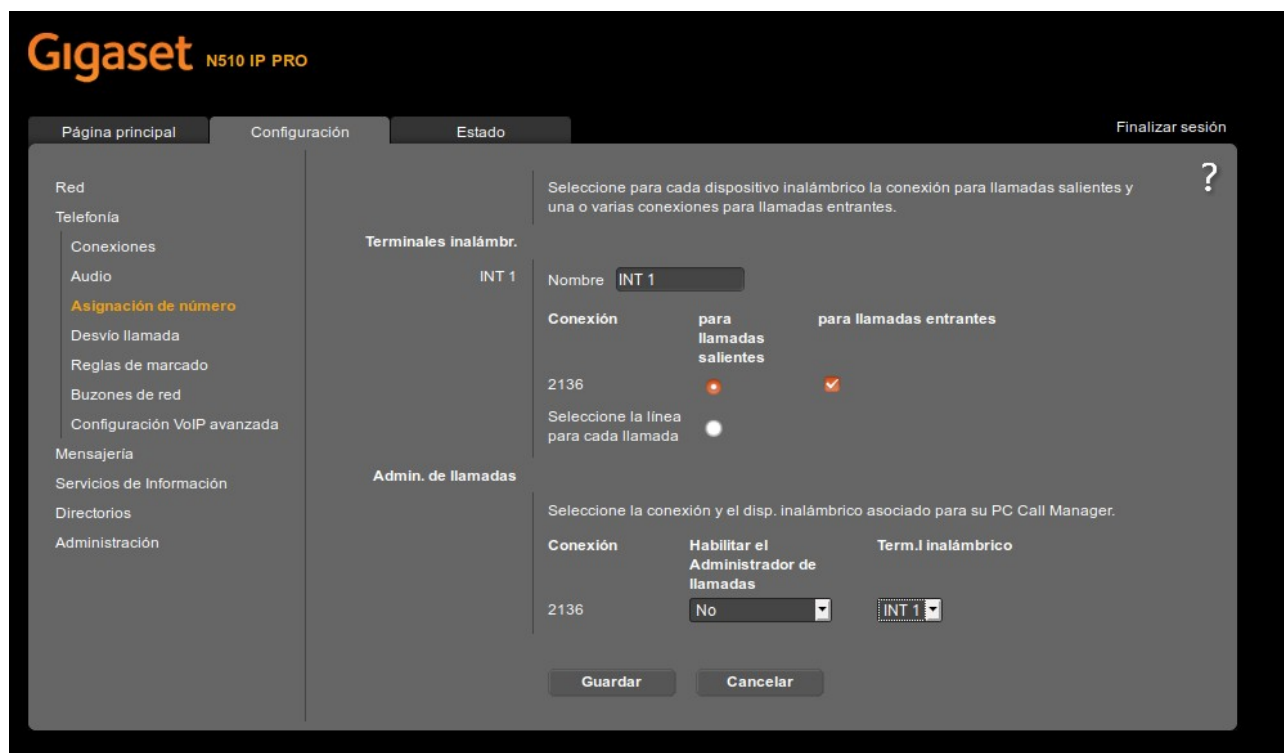 Gigaset N510 IP PRO
Página principal
Configuración
Estado
Finalizar sesión
?
Red
Telefonía
Conexiones
Audio
Asignación de número
Desvío llamada
Reglas de marcado
Buzones de red
Configuración VoIP avanzada
Mensajería
Servicios de Información
Directorios
Administración
Seleccione para cada dispositivo inalámbrico la conexión para llamadas salientes y
una o varias conexiones para llamadas entrantes.
Terminales inalámbr.
INT 1
Nombre INT 1
Conexión
para
llamadas
salientes
para llamadas entrantes
2136
Seleccione la línea
para cada llamada
Admin. de llamadas
Seleccione la conexión y el disp. inalámbrico asociado para su PC Call Manager.
Conexión
Habilitar el
Administrador de
llamadas
Term.I inalámbrico
2136
No
INT 1
Guardar
Cancelar